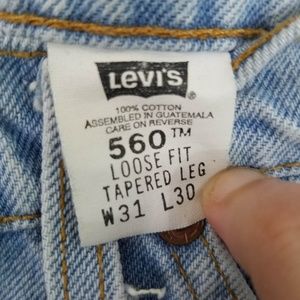 LEVI'S ®
100% COTTON
ASSEMBLED IN GUATEMALA
CARE ON REVERSE
560 ™
LOOSE FIT
TAPERED LEG
W31 L30